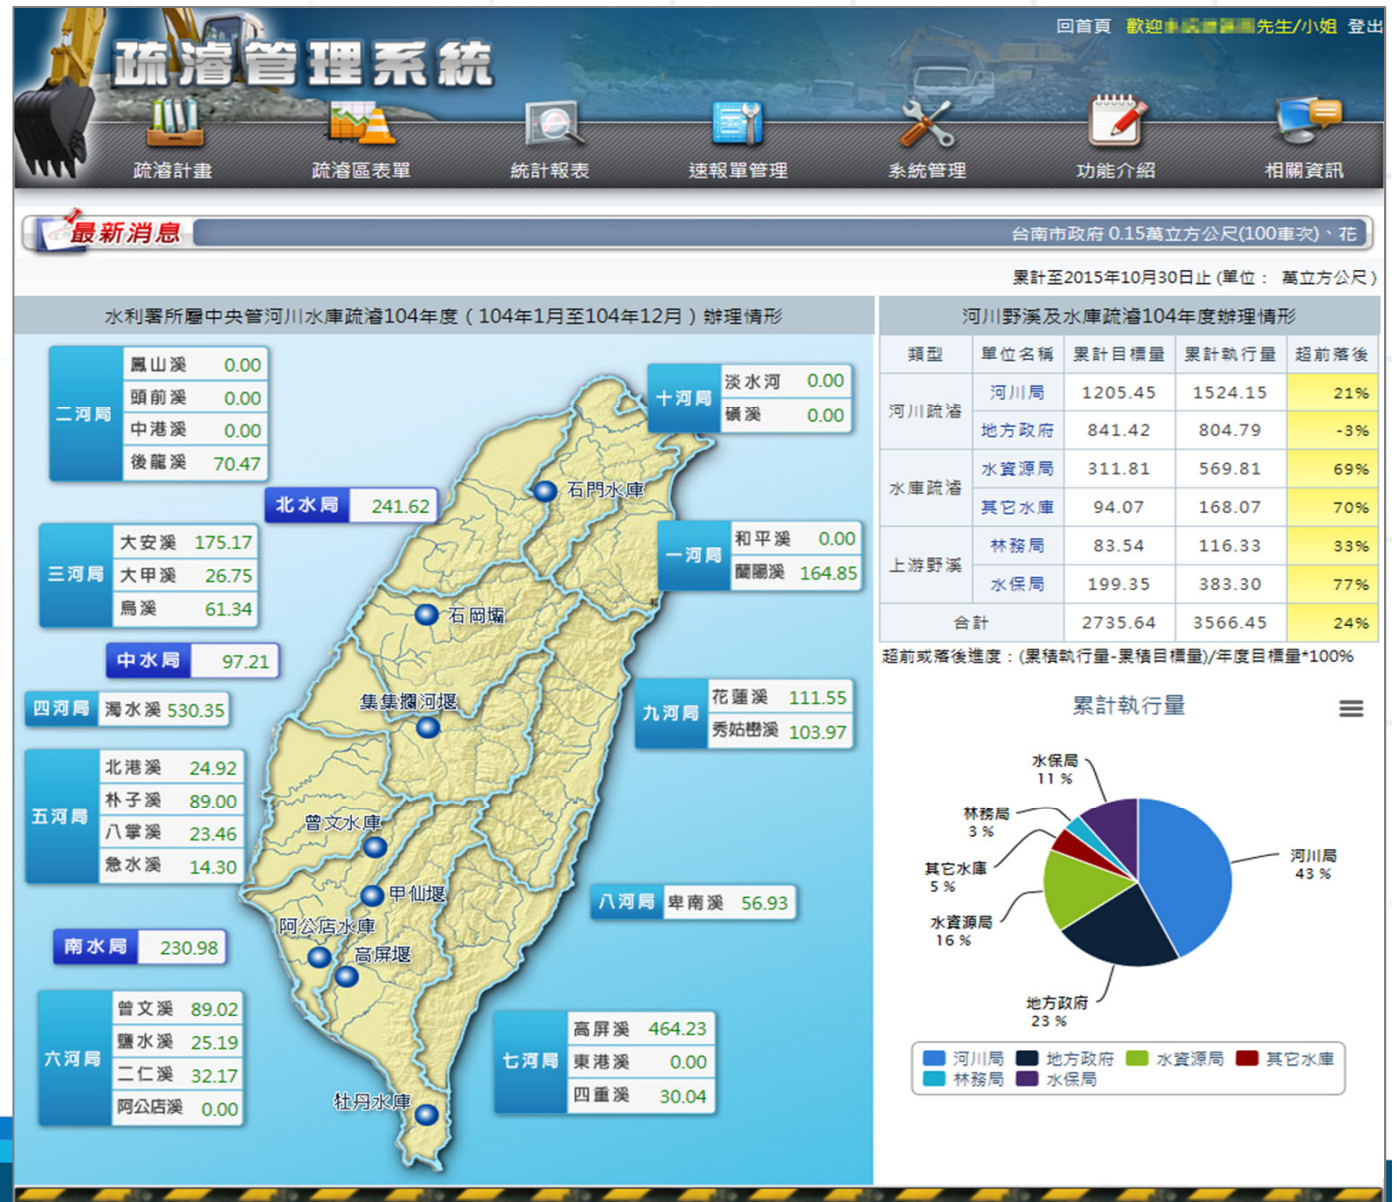 回首頁 歡迎 先生/小姐 登出
疏濬管理系統
疏濬計畫 疏濬區表單 統計報表 速報單管理 系統管理 功能介紹 相關資訊
最新消息 台南市政府 0.15萬立方公尺(100車次)、花
累計至2015年10月30日止 (單位： 萬立方公尺)
水利署所屬中央管河川水庫疏濬104年度 ( 104年1月至104年12月 ) 辦理情形
二河局
鳳山溪 0.00
頭前溪 0.00
中港溪 0.00
後龍溪 70.47
十河局
淡水河 0.00
磺溪 0.00
北水局 241.62
石門水庫
三河局
大安溪 175.17
大甲溪 26.75
烏溪 61.34
一河局
和平溪 0.00
蘭陽溪 164.85
石岡壩
中水局 97.21
四河局 濁水溪 530.35
集集攔河堰
九河局
花蓮溪 111.55
秀姑巒溪 103.97
五河局
北港溪 24.92
朴子溪 89.00
八掌溪 23.46
急水溪 14.30
曾文水庫
甲仙堰
八河局 卑南溪 56.93
阿公店水庫
高屏堰
南水局 230.98
六河局
曾文溪 89.02
鹽水溪 25.19
二仁溪 32.17
阿公店溪 0.00
七河局
高屏溪 464.23
東港溪 0.00
四重溪 30.04
牡丹水庫
河川野溪及水庫疏濬104年度辦理情形
類型 單位名稱 累計目標量 累計執行量 超前落後
河川疏濬 河川局 1205.45 1524.15 21%
地方政府 841.42 804.79 -3%
水庫疏濬 水資源局 311.81 569.81 69%
其它水庫 94.07 168.07 70%
上游野溪 林務局 83.54 116.33 33%
水保局 199.35 383.30 77%
合計 2735.64 3566.45 24%
超前或落後進度：(累積執行量-累積目標量)/年度目標量*100%
累計執行量
水保局
11 %
林務局
3 %
其它水庫
5 %
水資源局
16 %
河川局
43 %
地方政府
23 %
河川局 地方政府 水資源局 其它水庫
林務局 水保局